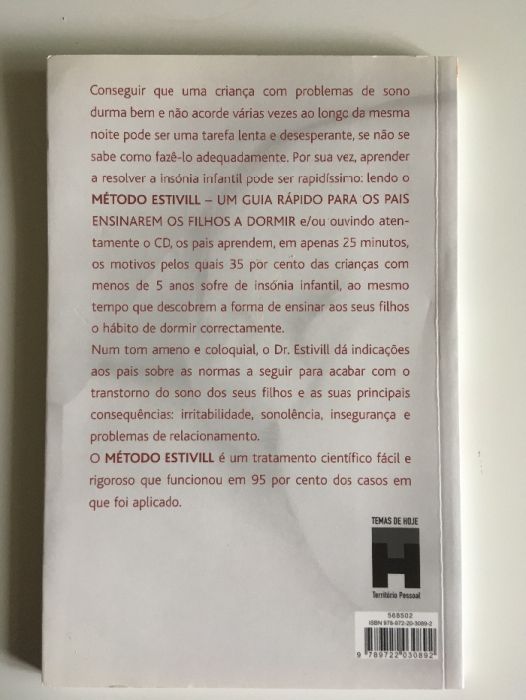 Conseguir que uma criança com problemas de sono
durma bem e não acorde várias vezes ao longo da mesma
noite pode ser uma tarefa lenta e desesperante, se não se
sabe como fazê-lo adequadamente. Por sua vez, aprender
a resolver a insónia infantil pode ser rapidíssimo: lendo o
MÉTODO ESTIVILL – UM GUIA RÁPIDO PARA OS PAIS
ENSINAREM OS FILHOS A DORMIR e/ou ouvindo aten-
tamente o CD, os pais aprendem, em apenas 25 minutos,
os motivos pelos quais 35 por cento das crianças com
menos de 5 anos sofre de insónia infantil, ao mesmo
tempo que descobrem a forma de ensinar aos seus filhos
o hábito de dormir correctamente.
Num tom ameno e coloquial, o Dr. Estivill dá indicações
aos pais sobre as normas a seguir para acabar com o
transtorno do sono dos seus filhos e as suas principais
consequências: irritabilidade, sonolência, insegurança e
problemas de relacionamento.
O MÉTODO ESTIVILL é um tratamento científico fácil e
rigoroso que funcionou em 95 por cento dos casos em
que foi aplicado.
TEMAS DE HOJE
H
Território Pessoal
568502
ISBN 978-972-20-3089-2
9 789722 030892